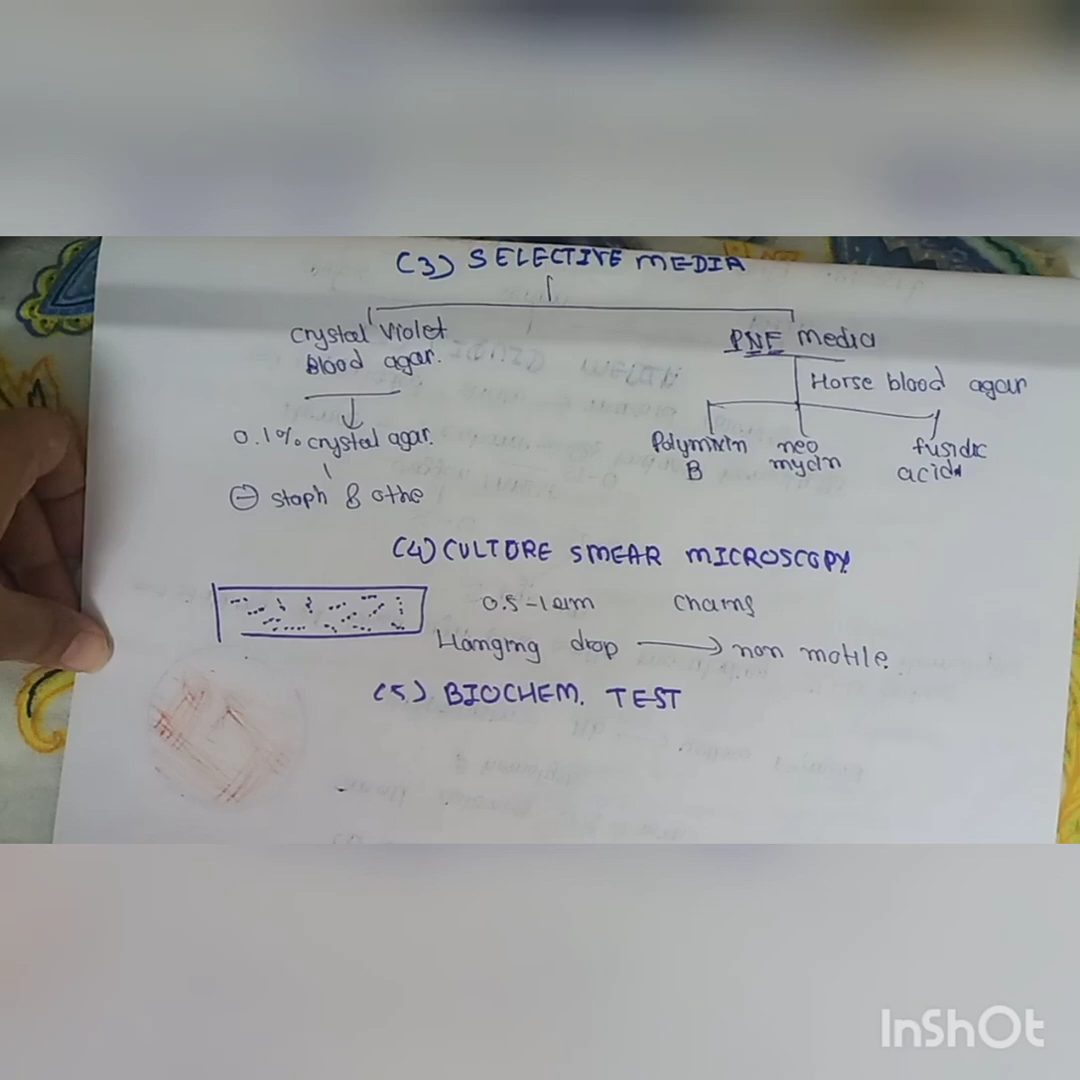 (3) SELECTIVE MEDIA
Crystal Violet
Blood agar.
PNF Media
Horse blood agar
0.1% crystal agar.
Polymixin
B
neo
mycin
fusidic
acid
⊖ staph & othe
(4) CULTURE SMEAR MICROSCOPY
0.5-1um chains
Hanging drop → non motile.
(5.) BIOCHEM. TEST
InShOt